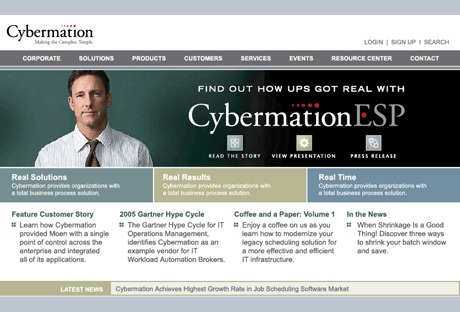 Cybermation
Making the Complex, Simple
LOGIN | SIGN UP | SEARCH
CORPORATE SOLUTIONS PRODUCTS CUSTOMERS SERVICES EVENTS RESOURCE CENTER CONTACT
FIND OUT HOW UPS GOT REAL WITH
CybermationESP
READ THE STORY VIEW PRESENTATION PRESS RELEASE
Real Solutions
Cybermation provides organizations with
a total business process solution.
Real Results
Cybermation provides organizations with
a total business process solution.
Real Time
Cybermation provides organizations with
a total business process solution.
Feature Customer Story
Learn how Cybermation
provided Moen with a single
point of control across the
enterprise and integrated
all of its applications.
2005 Gartner Hype Cycle
The Gartner Hype Cycle for IT
Operations Management,
identifies Cybermation as an
example vendor for IT
Workload Automation Brokers.
Coffee and a Paper: Volume 1
Enjoy a coffee on us as you
learn how to modernize your
legacy scheduling solution for
a more effective and efficient
IT infrastructure.
In the News
When Shrinkage Is a Good
Thing! Discover three ways
to shrink your batch window
and save.
LATEST NEWS Cybermation Achieves Highest Growth Rate in Job Scheduling Software Market